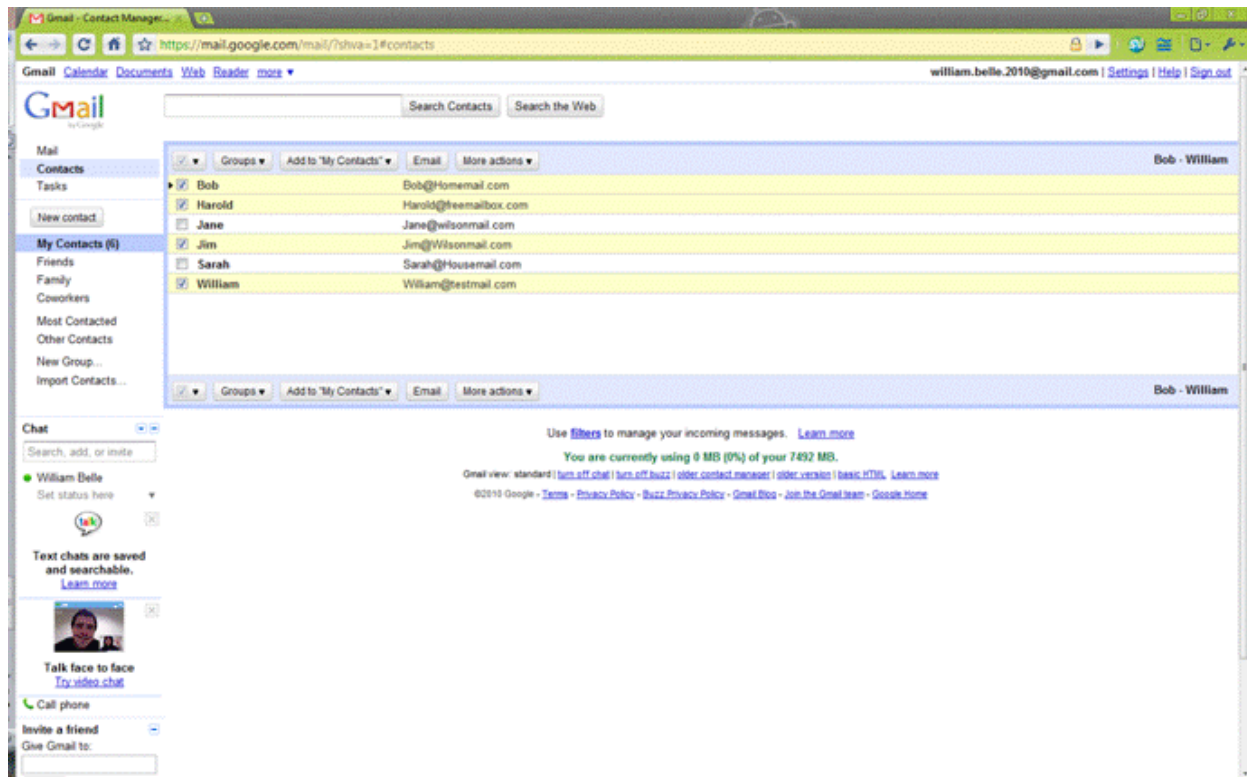 Gmail - Contact Manager...
https://mail.google.com/mail/?shva=1#contacts
Gmail Calendar Documents Web Reader more ▼ william.belle.2010@gmail.com | Settings | Help | Sign out
Gmail
by Google
Search Contacts Search the Web
Mail
Contacts
Tasks
New contact
My Contacts (6)
Friends
Family
Coworkers
Most Contacted
Other Contacts
New Group...
Import Contacts...
Groups ▼ Add to "My Contacts" ▼ Email More actions ▼ Bob - William
Bob Bob@Homemail.com
Harold Harold@freemailbox.com
Jane Jane@wilsonmail.com
Jim Jim@Wilsonmail.com
Sarah Sarah@Housemail.com
William William@testmail.com
Groups ▼ Add to "My Contacts" ▼ Email More actions ▼ Bob - William
Chat
Search, add, or invite
William Belle
Set status here
talk
Text chats are saved
and searchable.
Learn more
Talk face to face
Try video chat
Call phone
Invite a friend
Give Gmail to:
Use filters to manage your incoming messages. Learn more
You are currently using 0 MB (0%) of your 7492 MB.
Gmail view: standard | turn off chat | turn off buzz | older contact manager | older version | basic HTML Learn more
©2010 Google - Terms - Privacy Policy - Buzz Privacy Policy - Gmail Blog - Join the Gmail team - Google Home